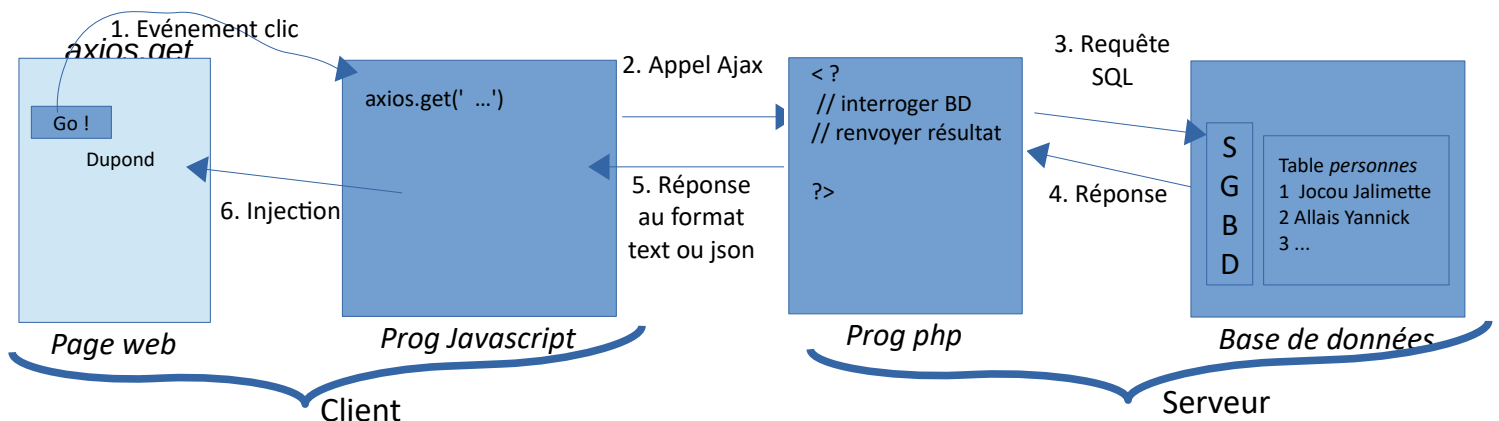 1. Evénement clic
axios.get
Go !
Dupond
Page web
axios.get(' ...')
Prog Javascript
6. Injection
Client
2. Appel Ajax
5. Réponse
au format
text ou json
< ?
// interroger BD
// renvoyer résultat
?>
Prog php
3. Requête
SQL
4. Réponse
S
G
B
D
Table personnes
1 Jocou Jalimette
2 Allais Yannick
3 ...
Base de données
Serveur